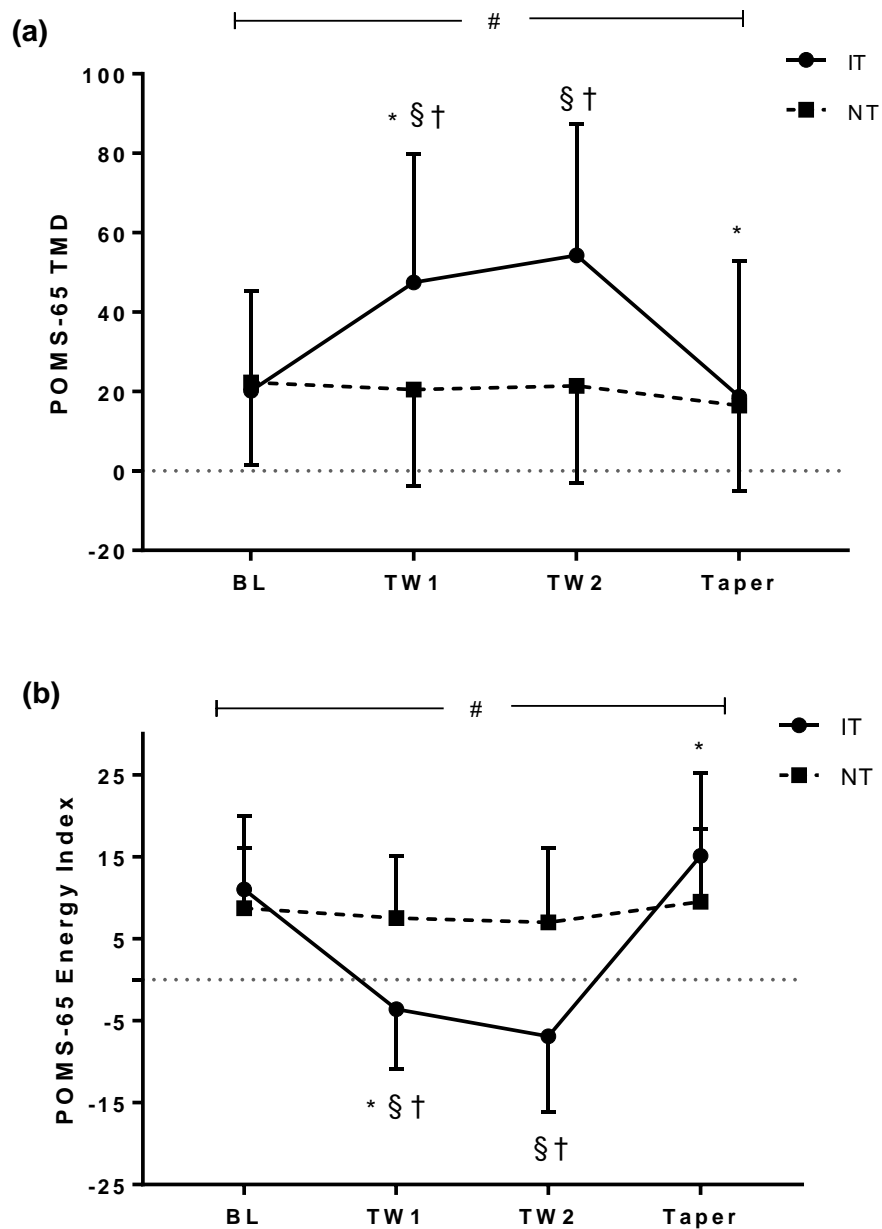 (a)
#
IT
NT
* § †
§ †
*
POMS-65 TMD
100
80
60
40
20
0
-20
BL TW1 TW2 Taper
(b)
#
IT
NT
*
* § †
§ †
POMS-65 Energy Index
25
15
5
-5
-15
-25
BL TW1 TW2 Taper